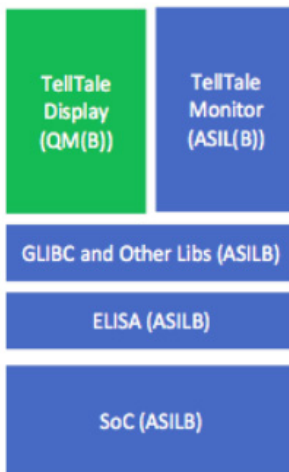 TellTale
Display
(QM(B))
TellTale
Monitor
(ASIL(B))
GLIBC and Other Libs (ASILB)
ELISA (ASILB)
SoC (ASILB)